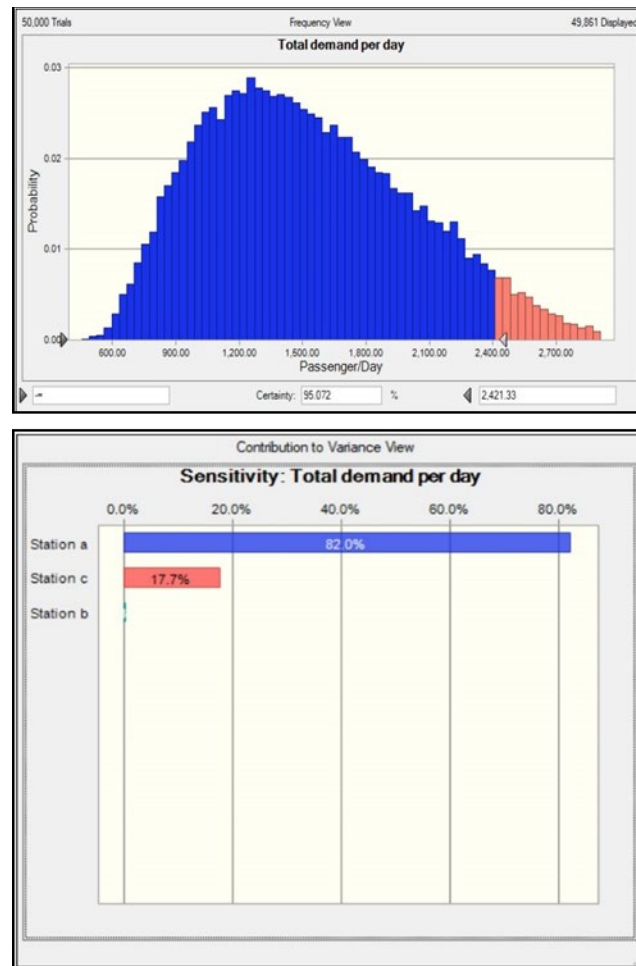 50,000 Trials Frequency View 49,861 Displayed
Total demand per day
0.03
0.02
Probability
0.01
0.00
600.00 900.00 1,200.00 1,500.00 1,800.00 2,100.00 2,400.00 2,700.00
Passenger/Day
-∞ Certainty: 95.072 % 2,421.33
Contribution to Variance View
Sensitivity: Total demand per day
0.0% 20.0% 40.0% 60.0% 80.0%
Station a 82.0%
Station c 17.7%
Station b